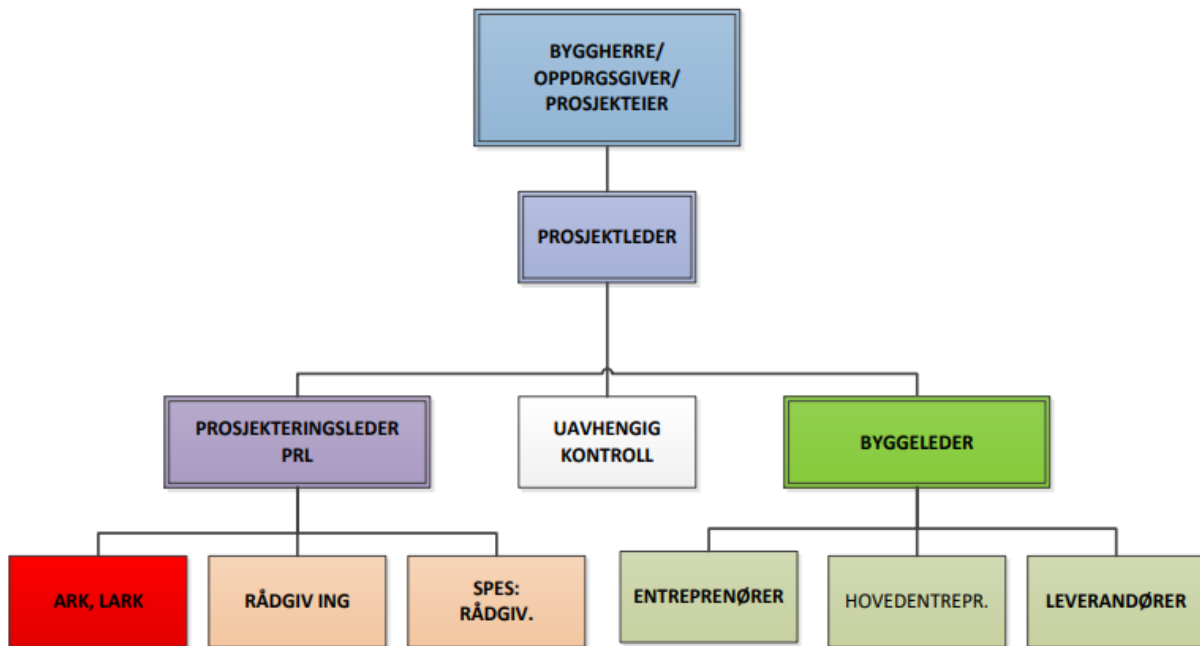 BYGGHERRE/
OPPDRGSGIVER/
PROSJEKTEIER
PROSJEKTLEDER
PROSJEKTERINGSLEDER
PRL
UAVHENGIG
KONTROLL
BYGGELEDER
ARK, LARK
RÅDGIV ING
SPES:
RÅDGIV.
ENTREPRENØRER
HOVEDENTREPR.
LEVERANDØRER